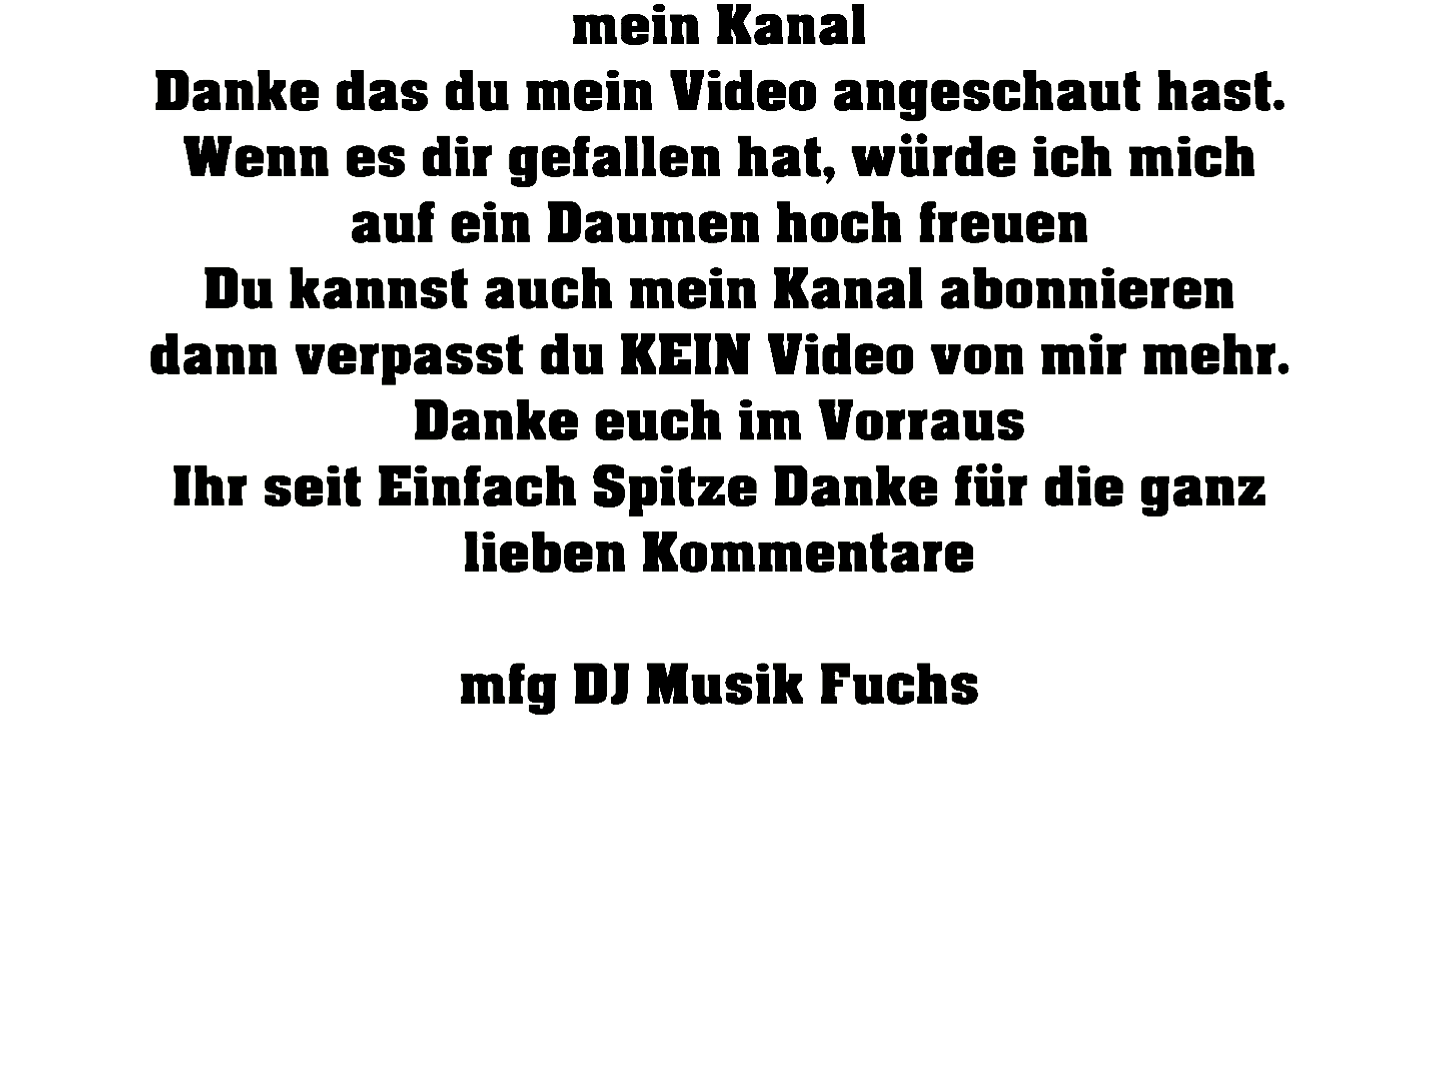 mein Kanal
Danke das du mein Video angeschaut hast.
Wenn es dir gefallen hat, würde ich mich
auf ein Daumen hoch freuen
Du kannst auch mein Kanal abonnieren
dann verpasst du KEIN Video von mir mehr.
Danke euch im Vorraus
Ihr seit Einfach Spitze Danke für die ganz
lieben Kommentare
mfg DJ Musik Fuchs